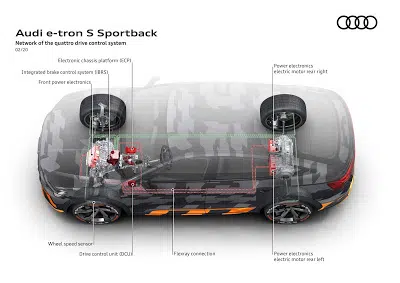 Audi e-tron S Sportback
Network of the quattro drive control system
02/20
Electronic chassis platform (ECP)
Integrated brake control system (IBRS)
Front power electronics
Power electronics
electric motor rear right
Wheel speed sensor
Drive control unit (DCU)
Flexray connection
Power electronics
electric motor rear left